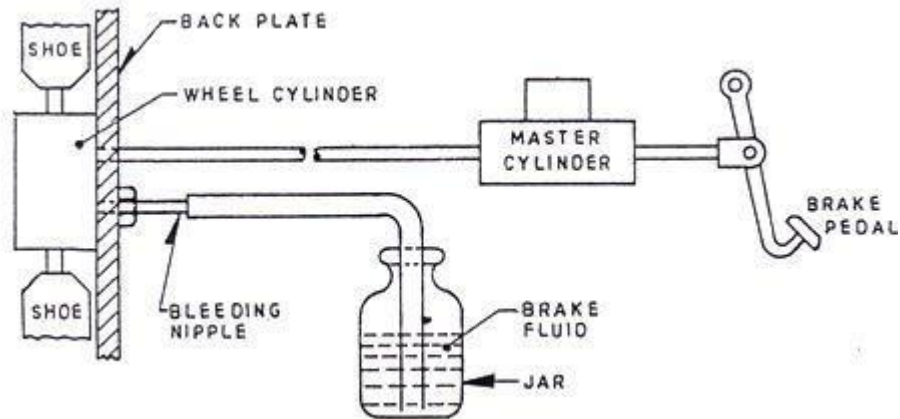 BACK PLATE
SHOE
WHEEL CYLINDER
MASTER
CYLINDER
BRAKE
PEDAL
SHOE
BLEEDING
NIPPLE
BRAKE
FLUID
JAR